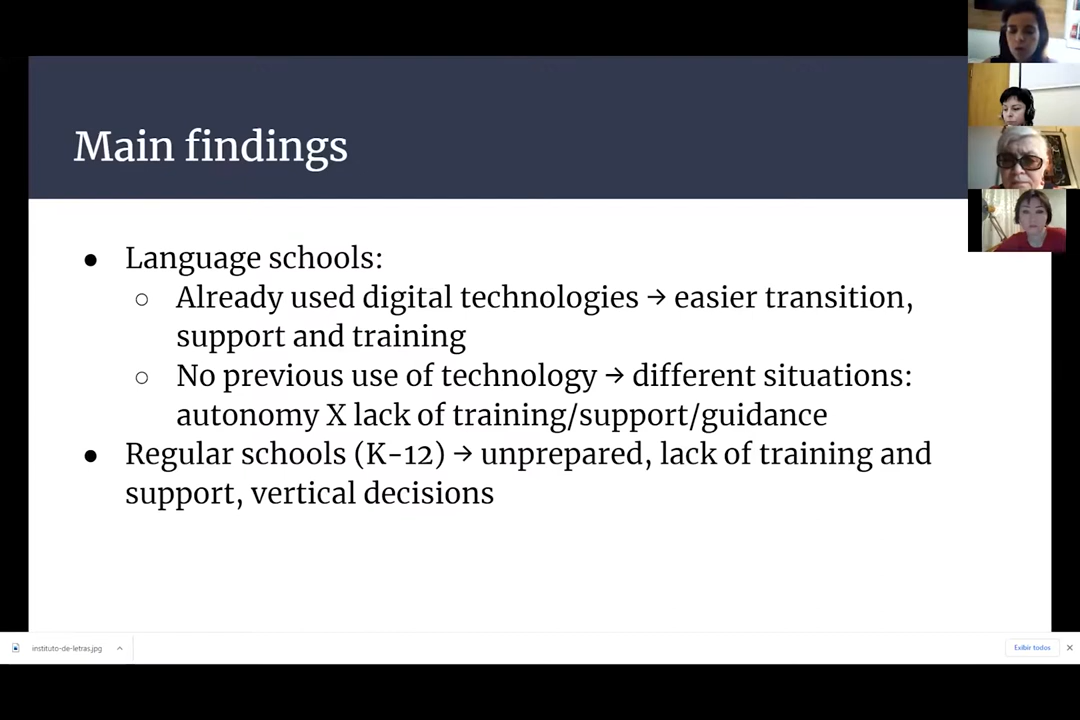 Main findings
● Language schools:
○ Already used digital technologies → easier transition,
support and training
○ No previous use of technology → different situations:
autonomy X lack of training/support/guidance
● Regular schools (K-12) → unprepared, lack of training and
support, vertical decisions
instituto-de-letras.jpg
Exibir todos